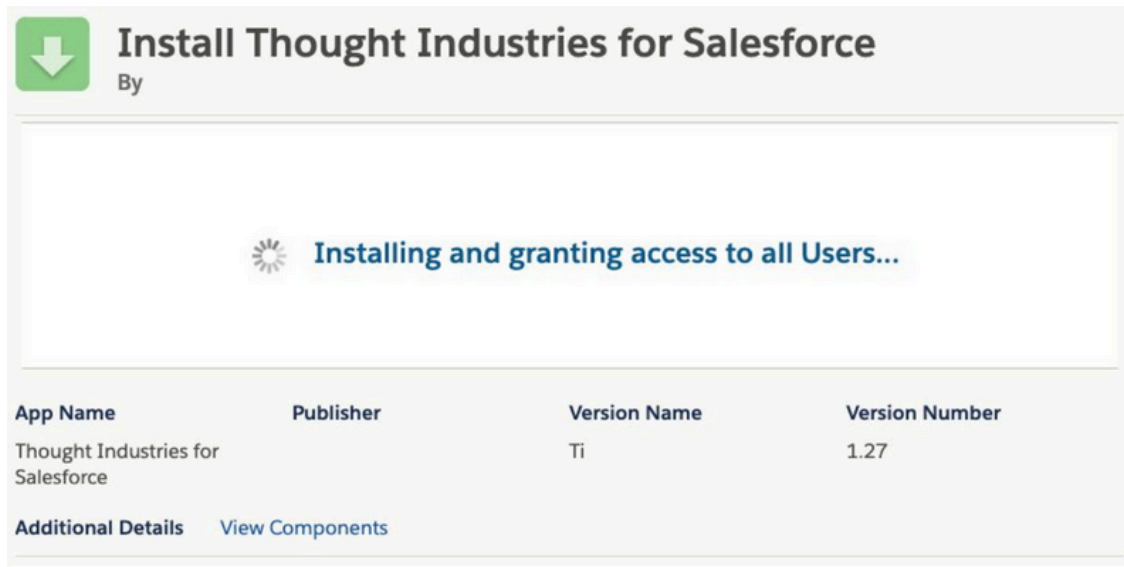 Install Thought Industries for Salesforce
By
Installing and granting access to all Users...
App Name Publisher Version Name Version Number
Thought Industries for Ti 1.27
Salesforce
Additional Details View Components